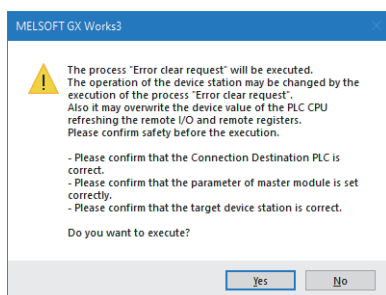 MELSOFT GX Works3
The process "Error clear request" will be executed.
The operation of the device station may be changed by the
execution of the process "Error clear request".
Also it may overwrite the device value of the PLC CPU
refreshing the remote I/O and remote registers.
Please confirm safety before the execution.
- Please confirm that the Connection Destination PLC is
correct.
- Please confirm that the parameter of master module is set
correctly.
- Please confirm that the target device station is correct.
Do you want to execute?
Yes No